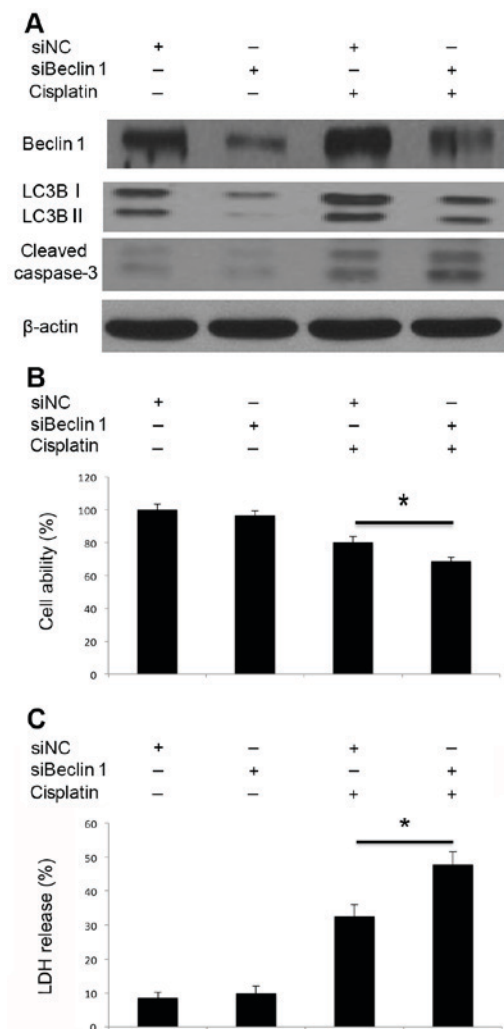 A
siNC + – + –
siBeclin 1 – + – +
Cisplatin – – + +
Beclin 1
LC3B I
LC3B II
Cleaved
caspase-3
β-actin
B
siNC + – + –
siBeclin 1 – + – +
Cisplatin – – + +
Cell ability (%)
120
100
80
60
40
20
0
*
C
siNC + – + –
siBeclin 1 – + – +
Cisplatin – – + +
LDH release (%)
60
50
40
30
20
10
0
*